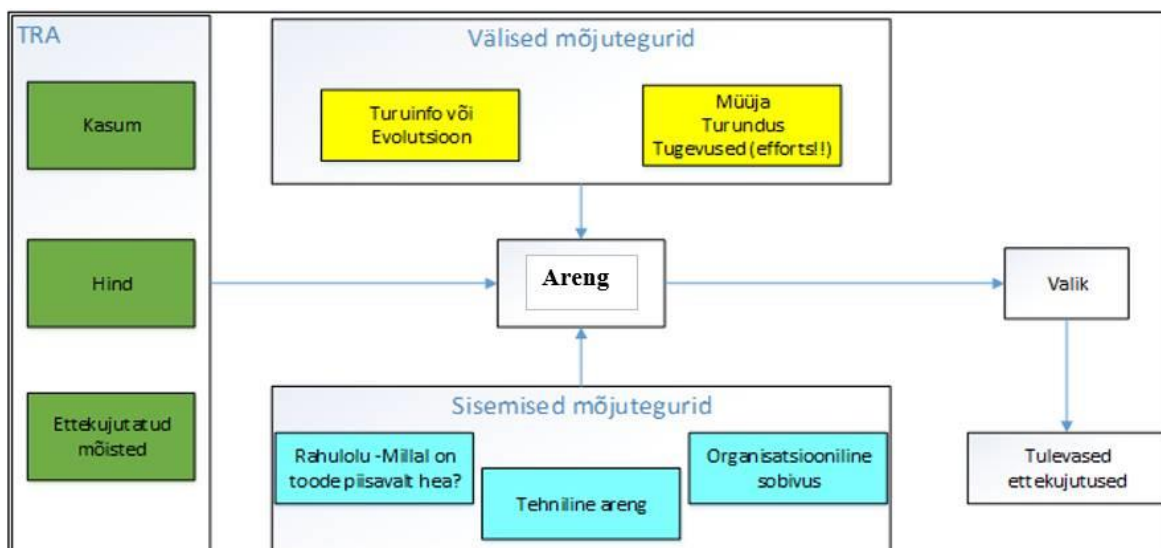 TRA
Kasum
Hind
Ettekujutatud
mõisted
Välised mõjutegurid
Turuinfo või
Evolutsioon
Müüja
Turundus
Tugevused (efforts!!)
Areng
Valik
Sisemised mõjutegurid
Rahulolu -Millal on
toode piisavalt hea?
Tehniline areng
Organisatsiooniline
sobivus
Tulevased
ettekujutused